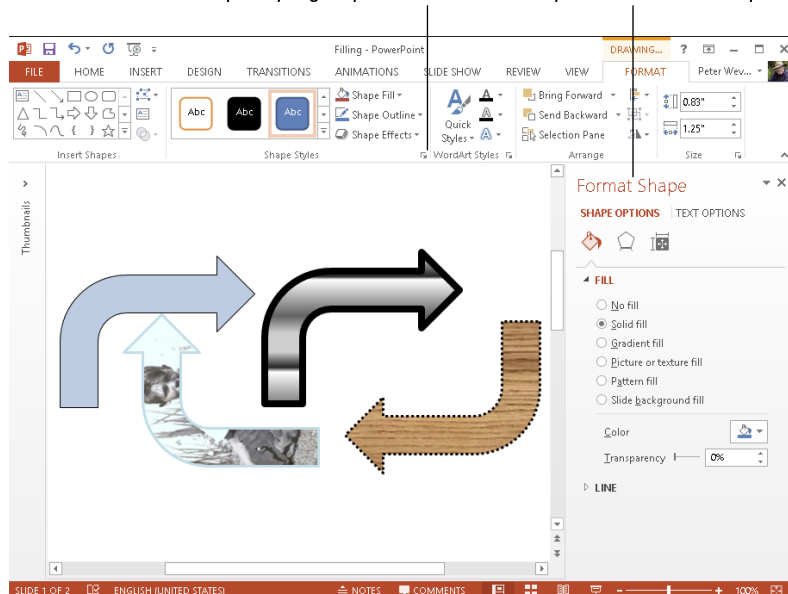 Filling - PowerPoint
DRAWING...
?
FILE HOME INSERT DESIGN TRANSITIONS ANIMATIONS SLIDE SHOW REVIEW VIEW FORMAT Peter Wev...
Abc Abc Abc
Shape Fill
Shape Outline
Shape Effects
Quick
Styles
Bring Forward
Send Backward
Selection Pane
0.83"
1.25"
Insert Shapes Shape Styles WordArt Styles Arrange Size
Thumbnails
Format Shape
SHAPE OPTIONS TEXT OPTIONS
FILL
No fill
Solid fill
Gradient fill
Picture or texture fill
Pattern fill
Slide background fill
Color
Transparency 0%
LINE
SLIDE 1 OF 2 ENGLISH (UNITED STATES) NOTES COMMENTS 100%